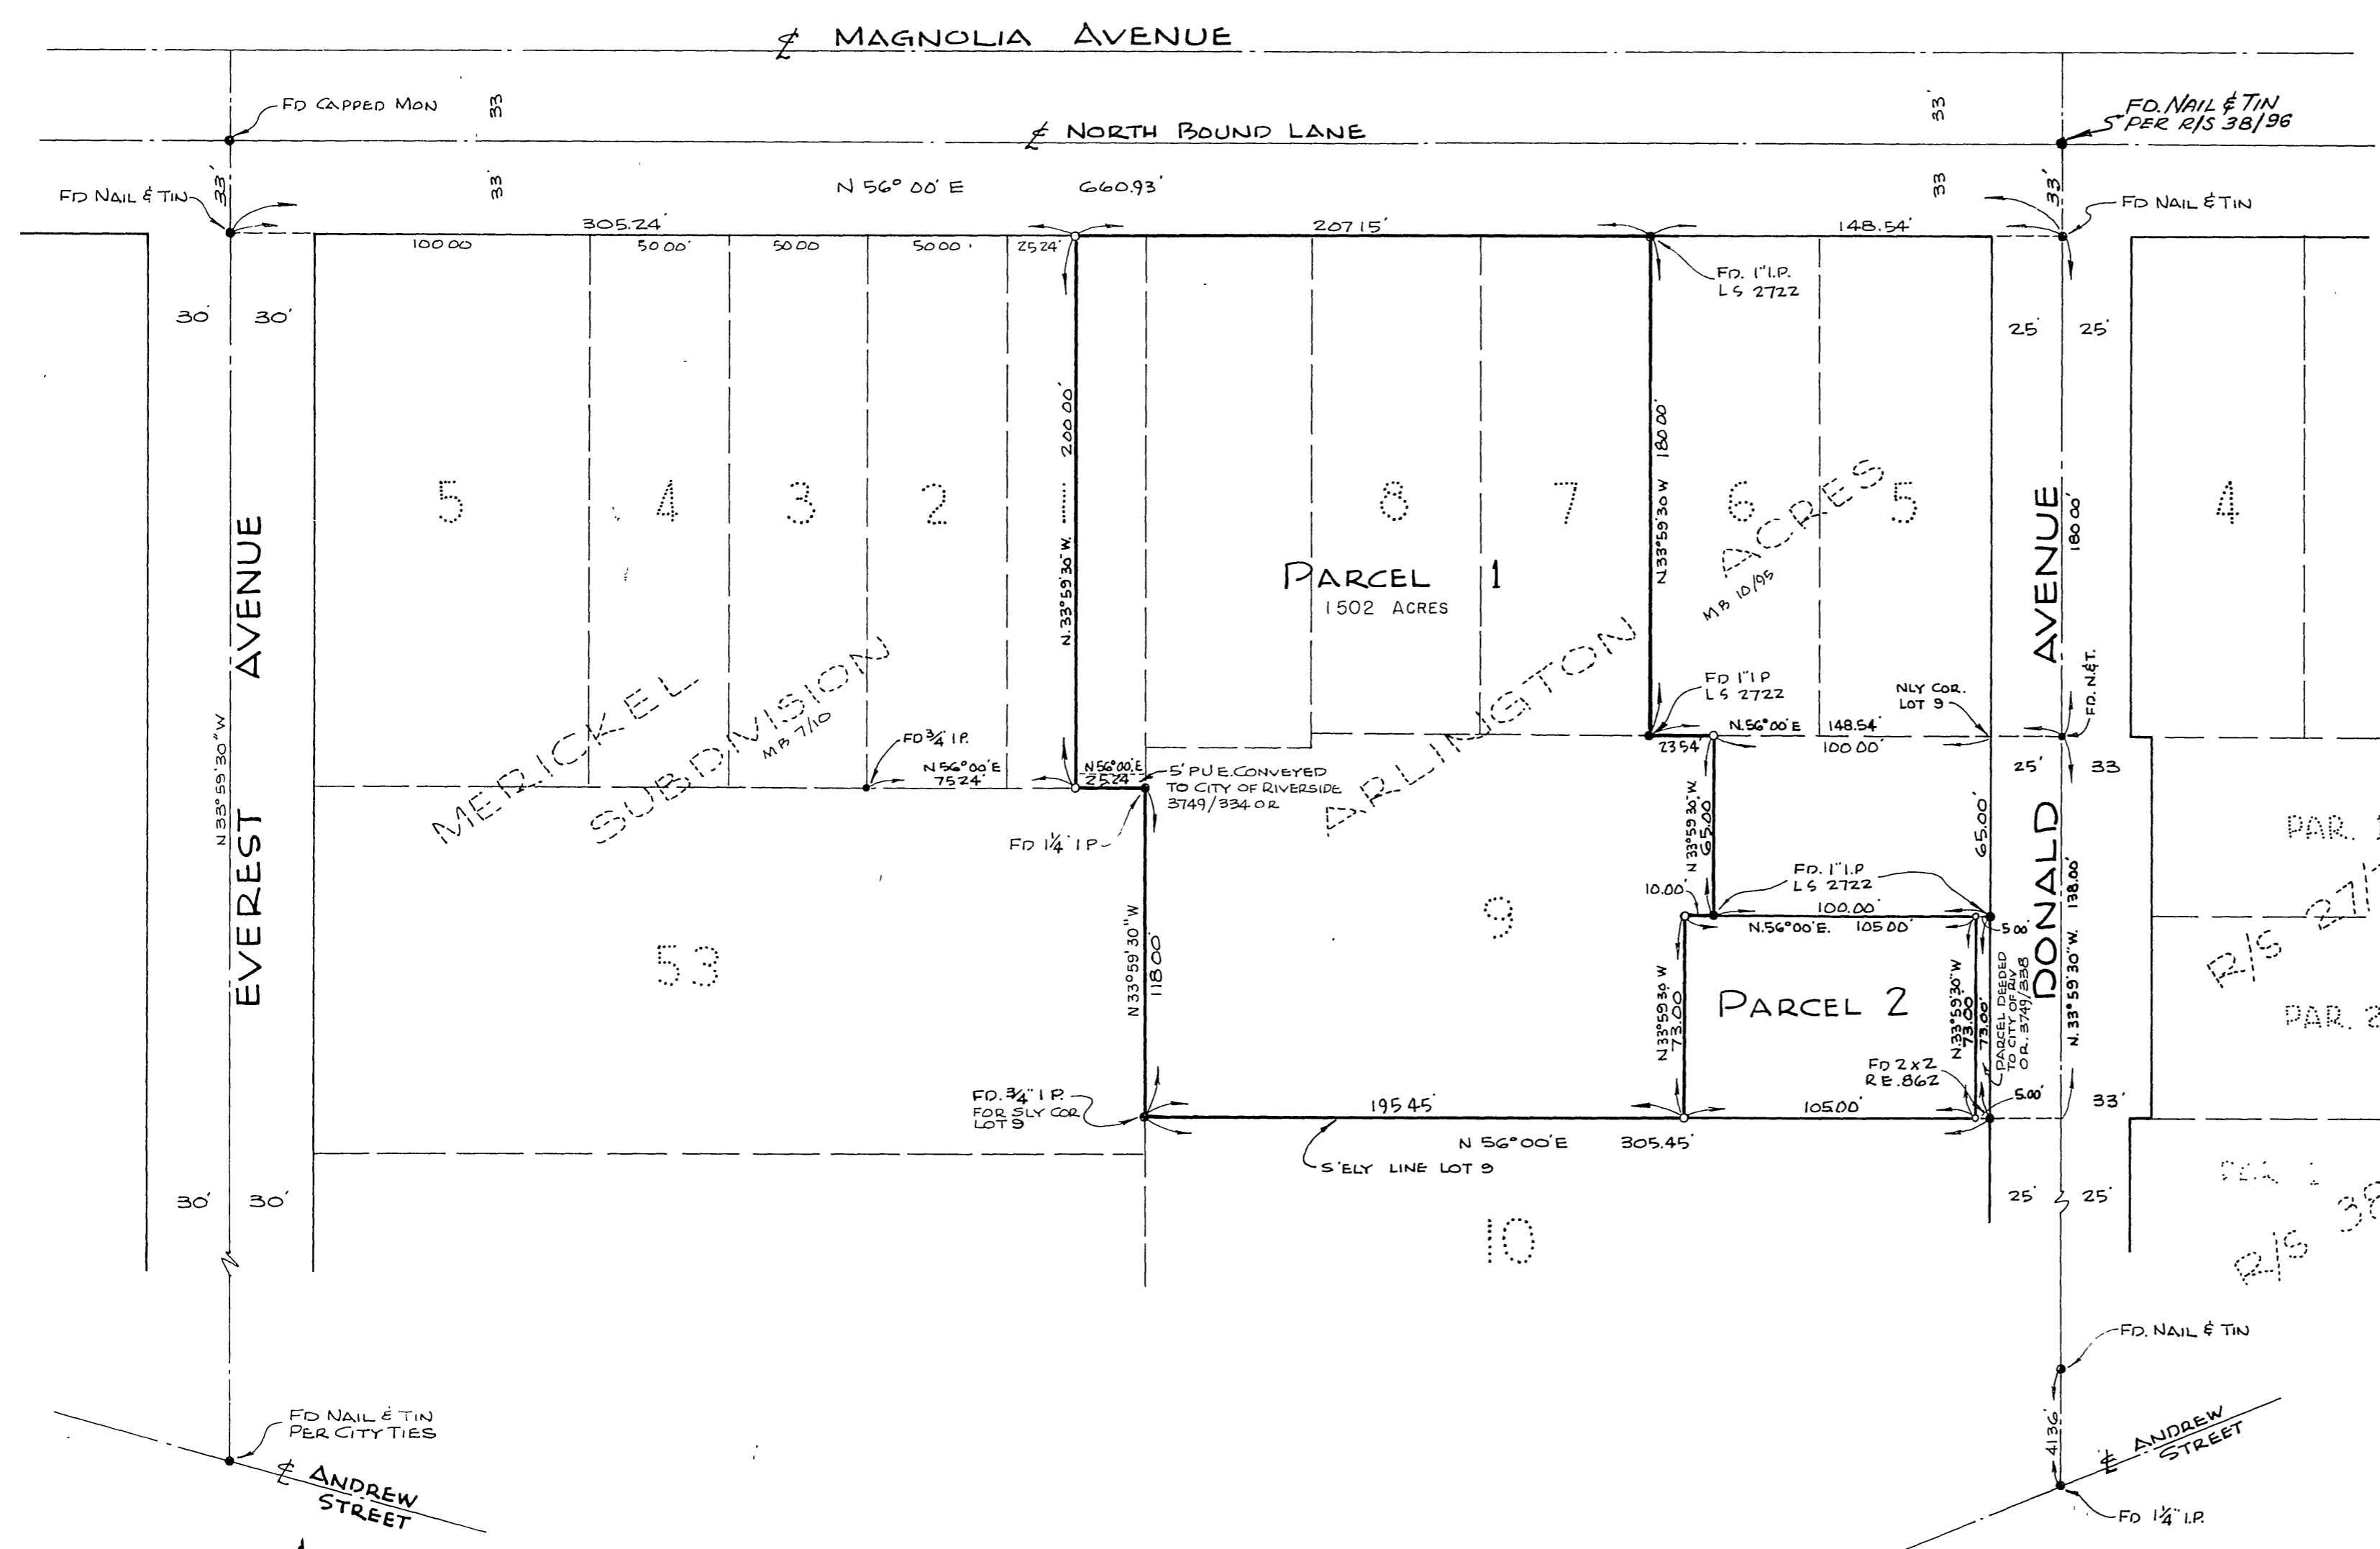 ℄ MAGNOLIA AVENUE
FD CAPPED MON
33
33'
FD. NAIL & TIN
PER R/S 38/96
℄ NORTH BOUND LANE
FD NAIL & TIN
33'
33'
N 56° 00' E 660.93'
33
33'
FD NAIL & TIN
305.24'
207.15'
148.54'
100.00
50.00'
50.00
50.00'
25.24'
FD. 1" I.P.
LS 2722
30'
30'
25'
25'
200.00'
N.33°59'30"W.
180.00'
N33°59'30"W
5
4
3
2
8
7
6
5
4
PARCEL 1
1.502 ACRES
ARLINGTON
ACRES
MB 10/95
EVEREST AVENUE
N33°59'30"W
DONALD AVENUE
180.00'
FD. N.&T.
MERICKEL
SUBDIVISION
MB 7/10
FD 3/4" I.P.
N56°00'E
75.24'
N56°00'E
25.24'
5' P.U.E. CONVEYED
TO CITY OF RIVERSIDE
3749/334 O.R
FD 1 1/4" I.P.
FD 1" I.P
LS 2722
NLY COR.
LOT 9
N.56°00'E
148.54'
23.54'
100.00'
25'
33
N 33°59'30"W.
65.00'
65.00'
PAR. 1
FD. 1" I.P
LS 2722
10.00'
100.00'
N.56°00'E. 105.00'
5.00'
53
9
N33°59'30"W
118.00'
N33°59'30"W
73.00'
PARCEL 2
N.33°59'30"W
73.00'
73.00'
PARCEL DEEDED
TO CITY OF RIV
O.R. 3749/338
N. 33°59'30"W. 138.00'
R/S
PAR. 2
FD 2x2
R.E. 862
FD. 3/4" I.P.
FOR SLY COR
LOT 9
195.45'
105.00'
5.00'
33'
N 56°00'E 305.45'
S'ELY LINE LOT 9
30'
30'
25'
25'
10
R/S
FD. NAIL & TIN
FD NAIL & TIN
PER CITY TIES
℄ ANDREW
STREET
41.36'
℄ ANDREW
STREET
FD 1 1/4" I.P.